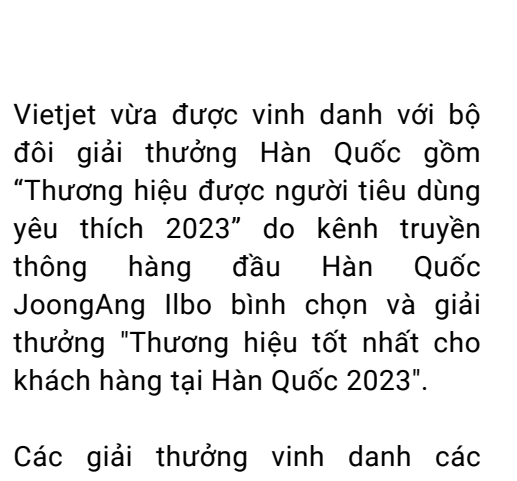 Vietjet vừa được vinh danh với bộ
đôi giải thưởng Hàn Quốc gồm
“Thương hiệu được người tiêu dùng
yêu thích 2023” do kênh truyền
thông hàng đầu Hàn Quốc
JoongAng Ilbo bình chọn và giải
thưởng "Thương hiệu tốt nhất cho
khách hàng tại Hàn Quốc 2023".
Các giải thưởng vinh danh các